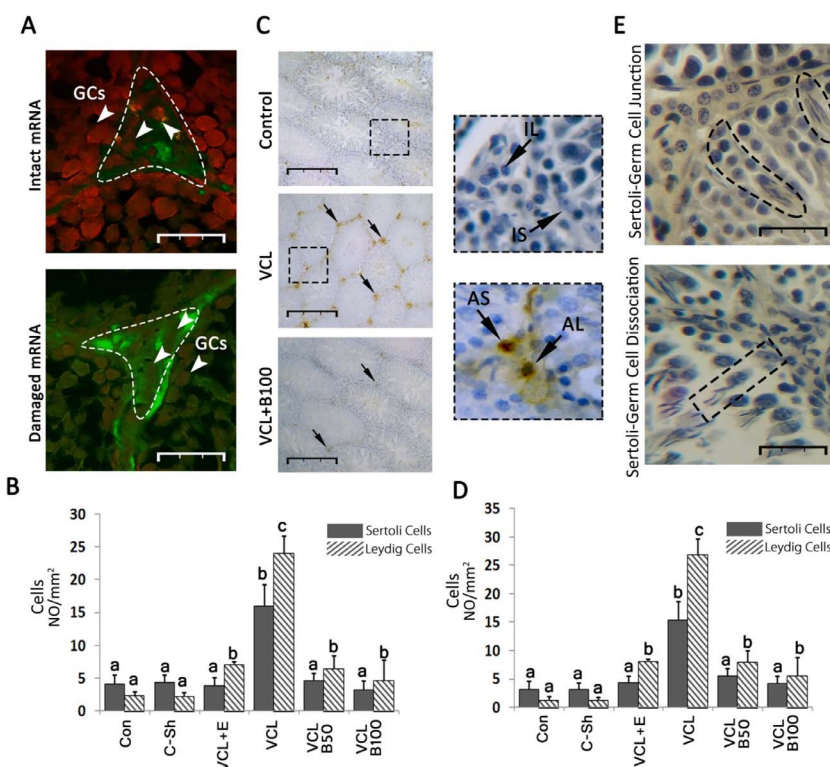 A
Intact mRNA
GCs
Damaged mRNA
GCs
C
Control
VCL
VCL+B100
IL
IS
AS
AL
E
Sertoli-Germ Cell Junction
Sertoli-Germ Cell Dissociation
B
Cells
NO/mm²
30
25
20
15
10
5
0
Sertoli Cells
Leydig Cells
a
a
a
a
a
b
b
c
a
b
a
b
Con
C-Sh
VCL+E
VCL
VCL
B50
VCL
B100
D
Cells
NO/mm²
35
30
25
20
15
10
5
0
Sertoli Cells
Leydig Cells
a
a
a
a
a
b
b
c
a
b
a
b
Con
C-Sh
VCL+E
VCL
VCL
B50
VCL
B100